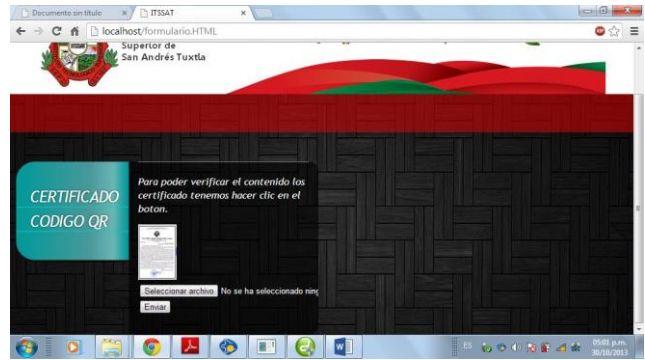 Documento sin título
ITSSAT
localhost/formulario.HTML
Superior de
San Andrés Tuxtla
CERTIFICADO
CODIGO QR
Para poder verificar el contenido los
certificado tenemos hacer clic en el
boton.
Seleccionar archivo No se ha seleccionado ning
Enviar
ES
05:01 p.m.
30/10/2013